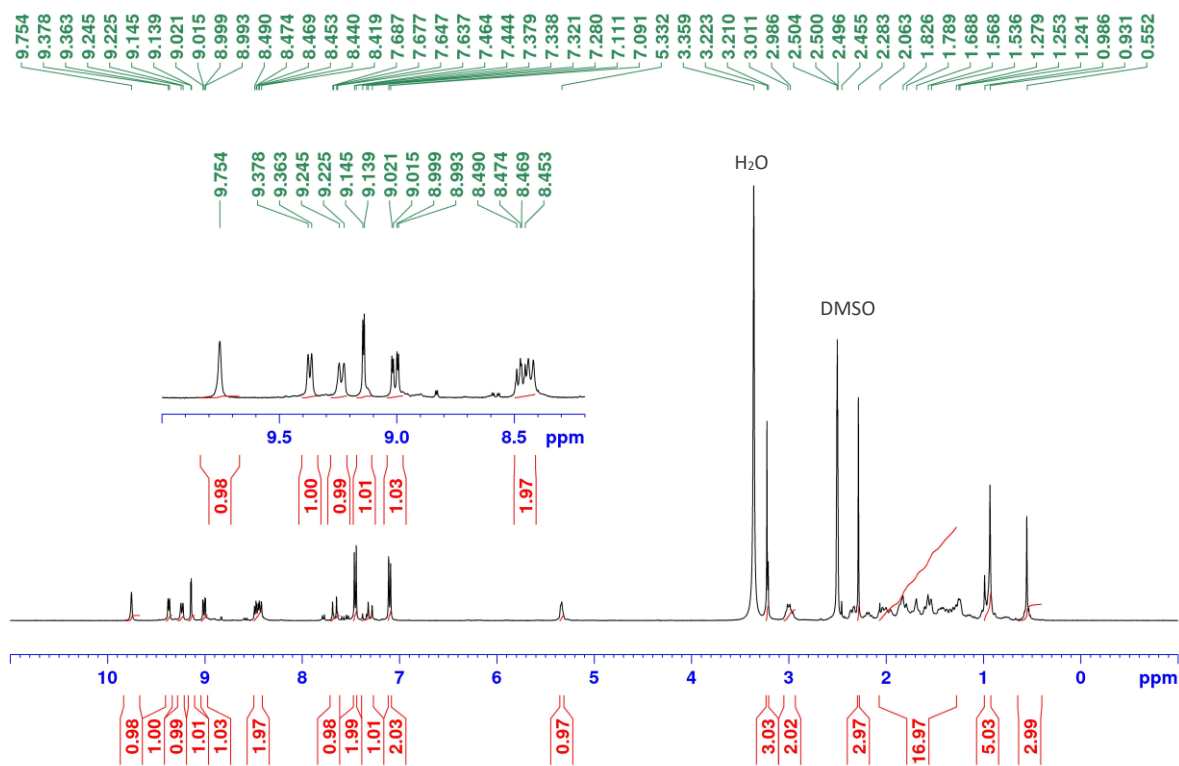 9.754 9.378 9.363 9.245 9.225 9.145 9.139 9.021 9.015 8.999 8.993 8.490 8.474 8.469 8.453 8.440 8.419 7.687 7.677 7.647 7.637 7.464 7.444 7.379 7.338 7.321 7.280 7.111 7.091 5.332 3.359 3.223 3.210 3.011 2.986 2.504 2.500 2.496 2.455 2.283 2.063 1.826 1.789 1.688 1.568 1.536 1.279 1.253 1.241 0.986 0.931 0.552
9.754 9.378 9.363 9.245 9.225 9.145 9.139 9.021 9.015 8.999 8.993 8.490 8.474 8.469 8.453
H₂O
DMSO
9.5 9.0 8.5 ppm
0.98 1.00 0.99 1.01 1.03 1.97
10 9 8 7 6 5 4 3 2 1 0 ppm
0.98 1.00 0.99 1.01 1.03 1.97 0.98 1.99 1.01 2.03 0.97 3.03 2.02 2.97 16.97 5.03 2.99